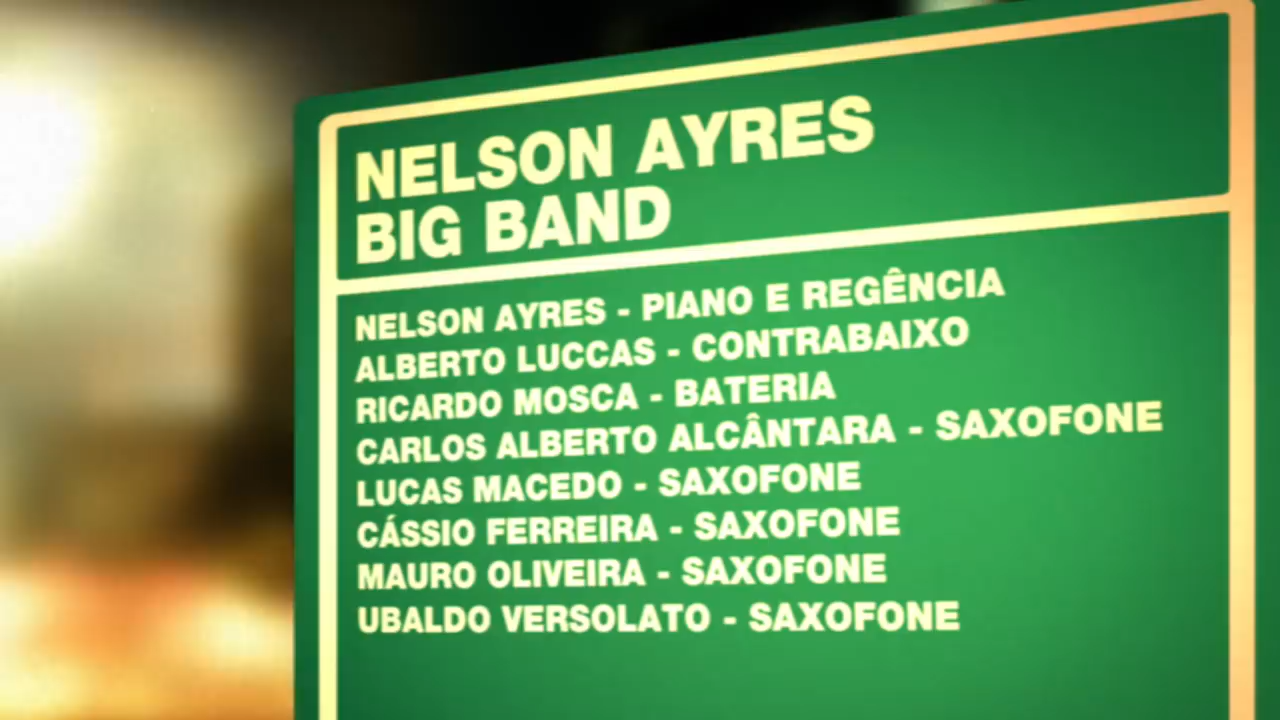 NELSON AYRES
BIG BAND
NELSON AYRES - PIANO E REGÊNCIA
ALBERTO LUCCAS - CONTRABAIXO
RICARDO MOSCA - BATERIA
CARLOS ALBERTO ALCÂNTARA - SAXOFONE
LUCAS MACEDO - SAXOFONE
CÁSSIO FERREIRA - SAXOFONE
MAURO OLIVEIRA - SAXOFONE
UBALDO VERSOLATO - SAXOFONE